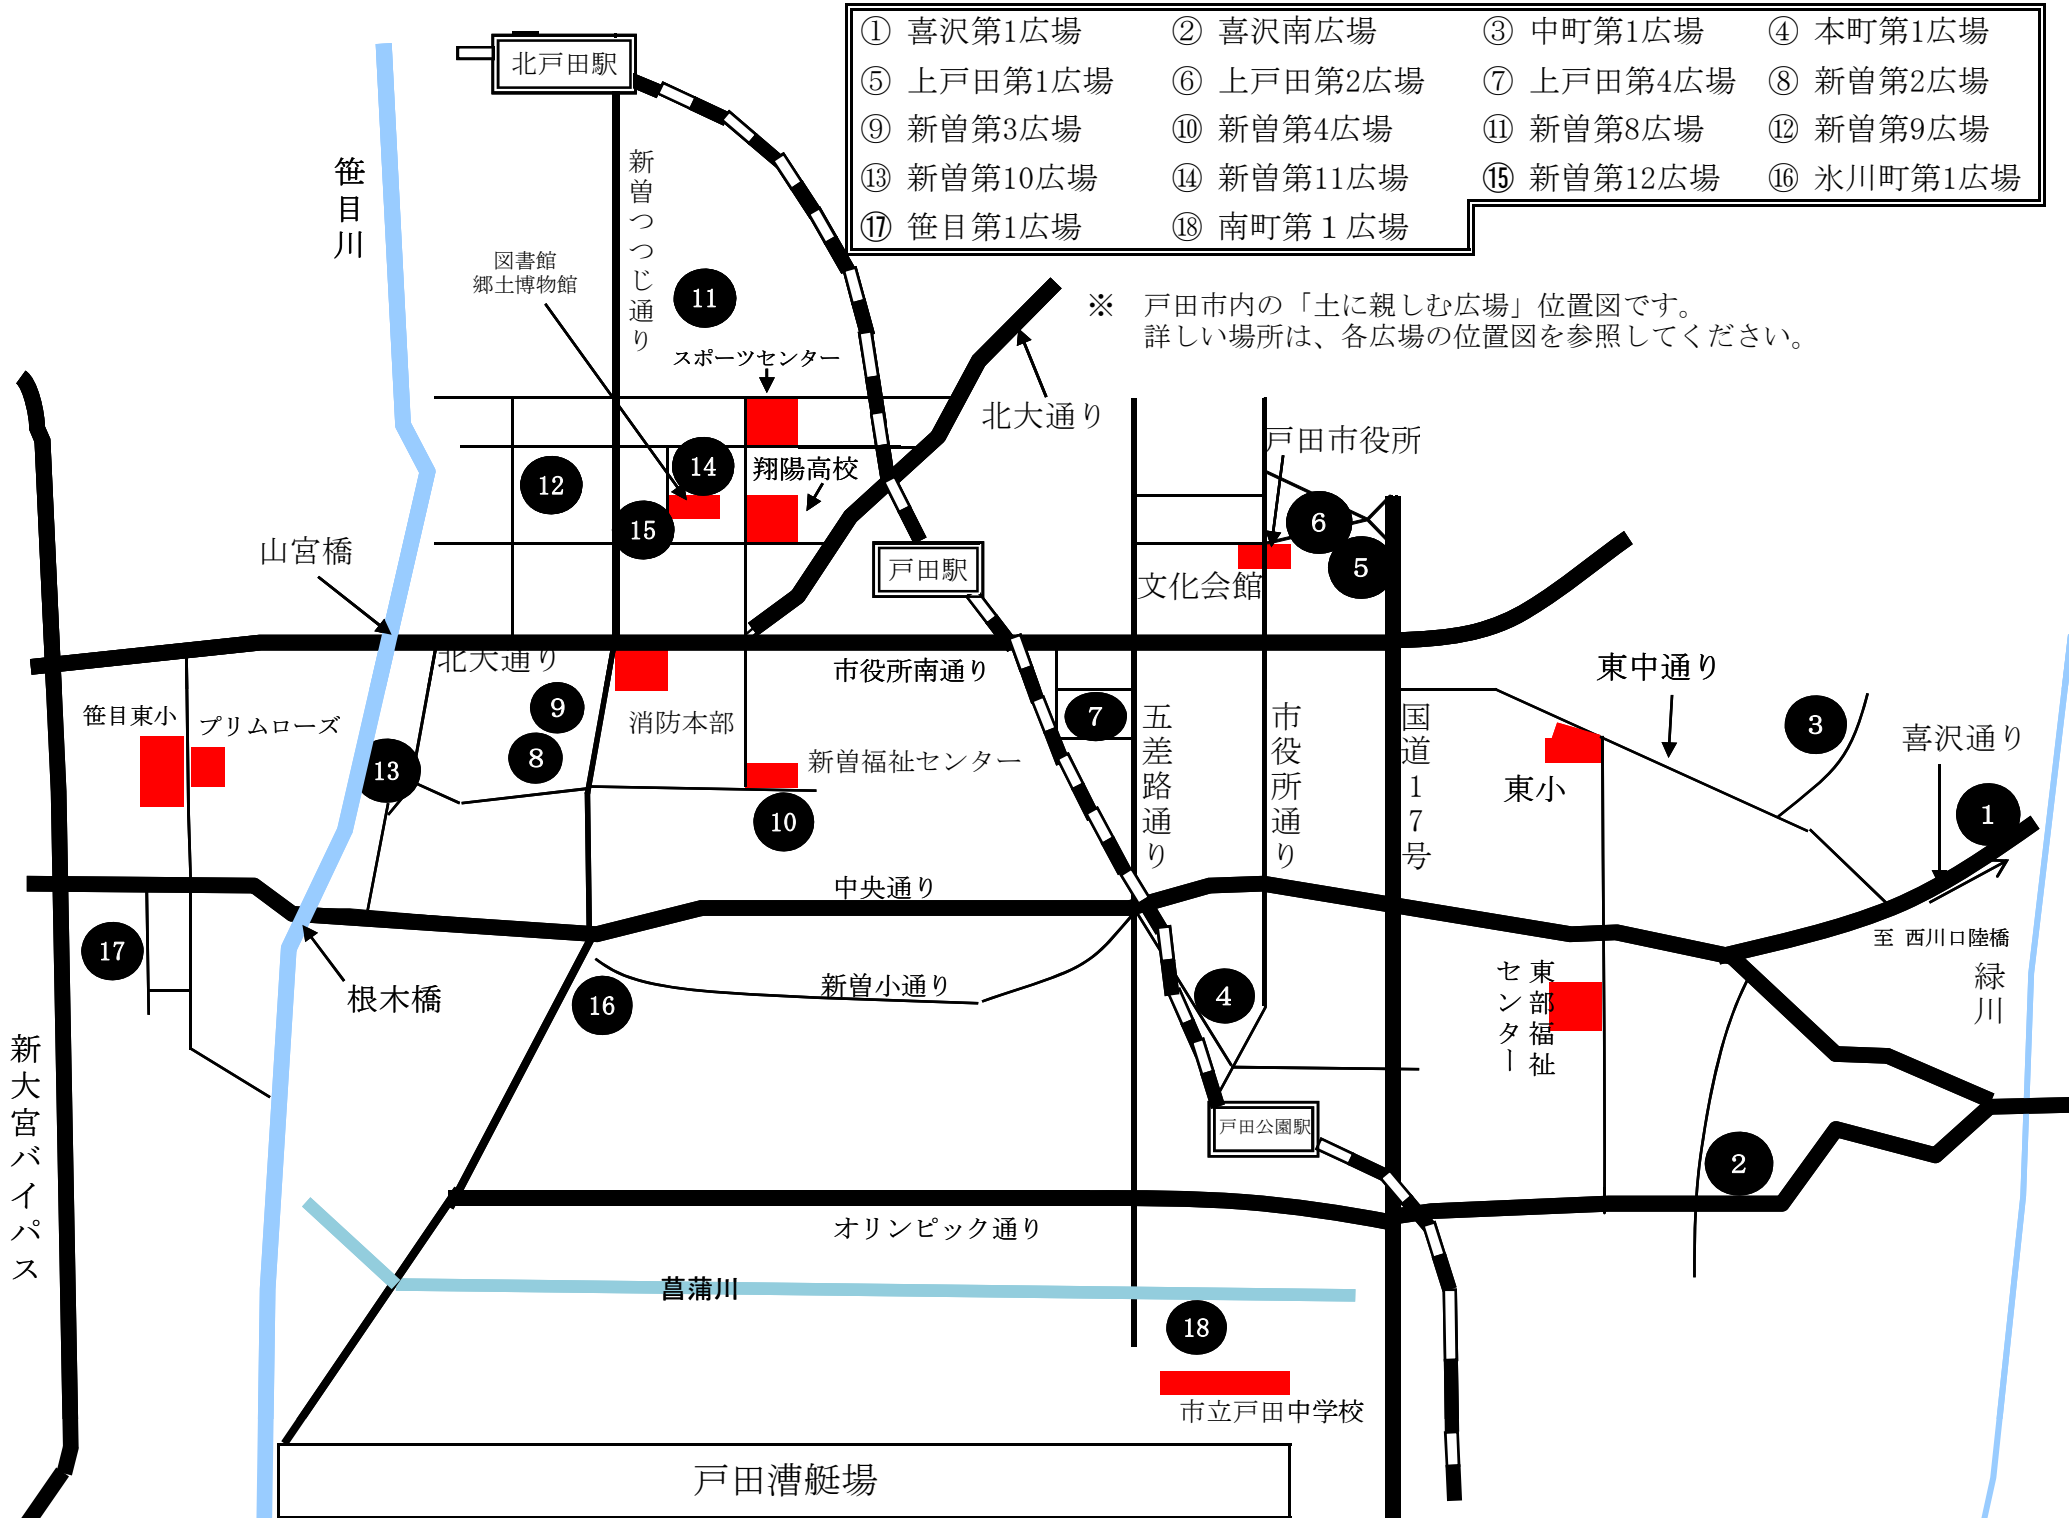 ① 喜沢第1広場 ② 喜沢南広場 ③ 中町第1広場 ④ 本町第1広場
⑤ 上戸田第1広場 ⑥ 上戸田第2広場 ⑦ 上戸田第4広場 ⑧ 新曽第2広場
⑨ 新曽第3広場 ⑩ 新曽第4広場 ⑪ 新曽第8広場 ⑫ 新曽第9広場
⑬ 新曽第10広場 ⑭ 新曽第11広場 ⑮ 新曽第12広場 ⑯ 氷川町第1広場
⑰ 笹目第1広場 ⑱ 南町第１広場
※ 戸田市内の「土に親しむ広場」位置図です。
詳しい場所は、各広場の位置図を参照してください。
北戸田駅
笹目川
新曽つつじ通り
図書館
郷土博物館
11
スポーツセンター
北大通り
戸田市役所
14
翔陽高校
12
15
6
5
山宮橋
戸田駅
文化会館
北大通り
市役所南通り
東中通り
笹目東小
プリムローズ
9
消防本部
7
五差路通り
市役所通り
国道17号
3
喜沢通り
13
8
新曽福祉センター
東小
10
1
中央通り
17
至 西川口陸橋
根木橋
16
新曽小通り
4
東部福祉
センター
緑川
新大宮バイパス
戸田公園駅
2
オリンピック通り
菖蒲川
18
市立戸田中学校
戸田漕艇場